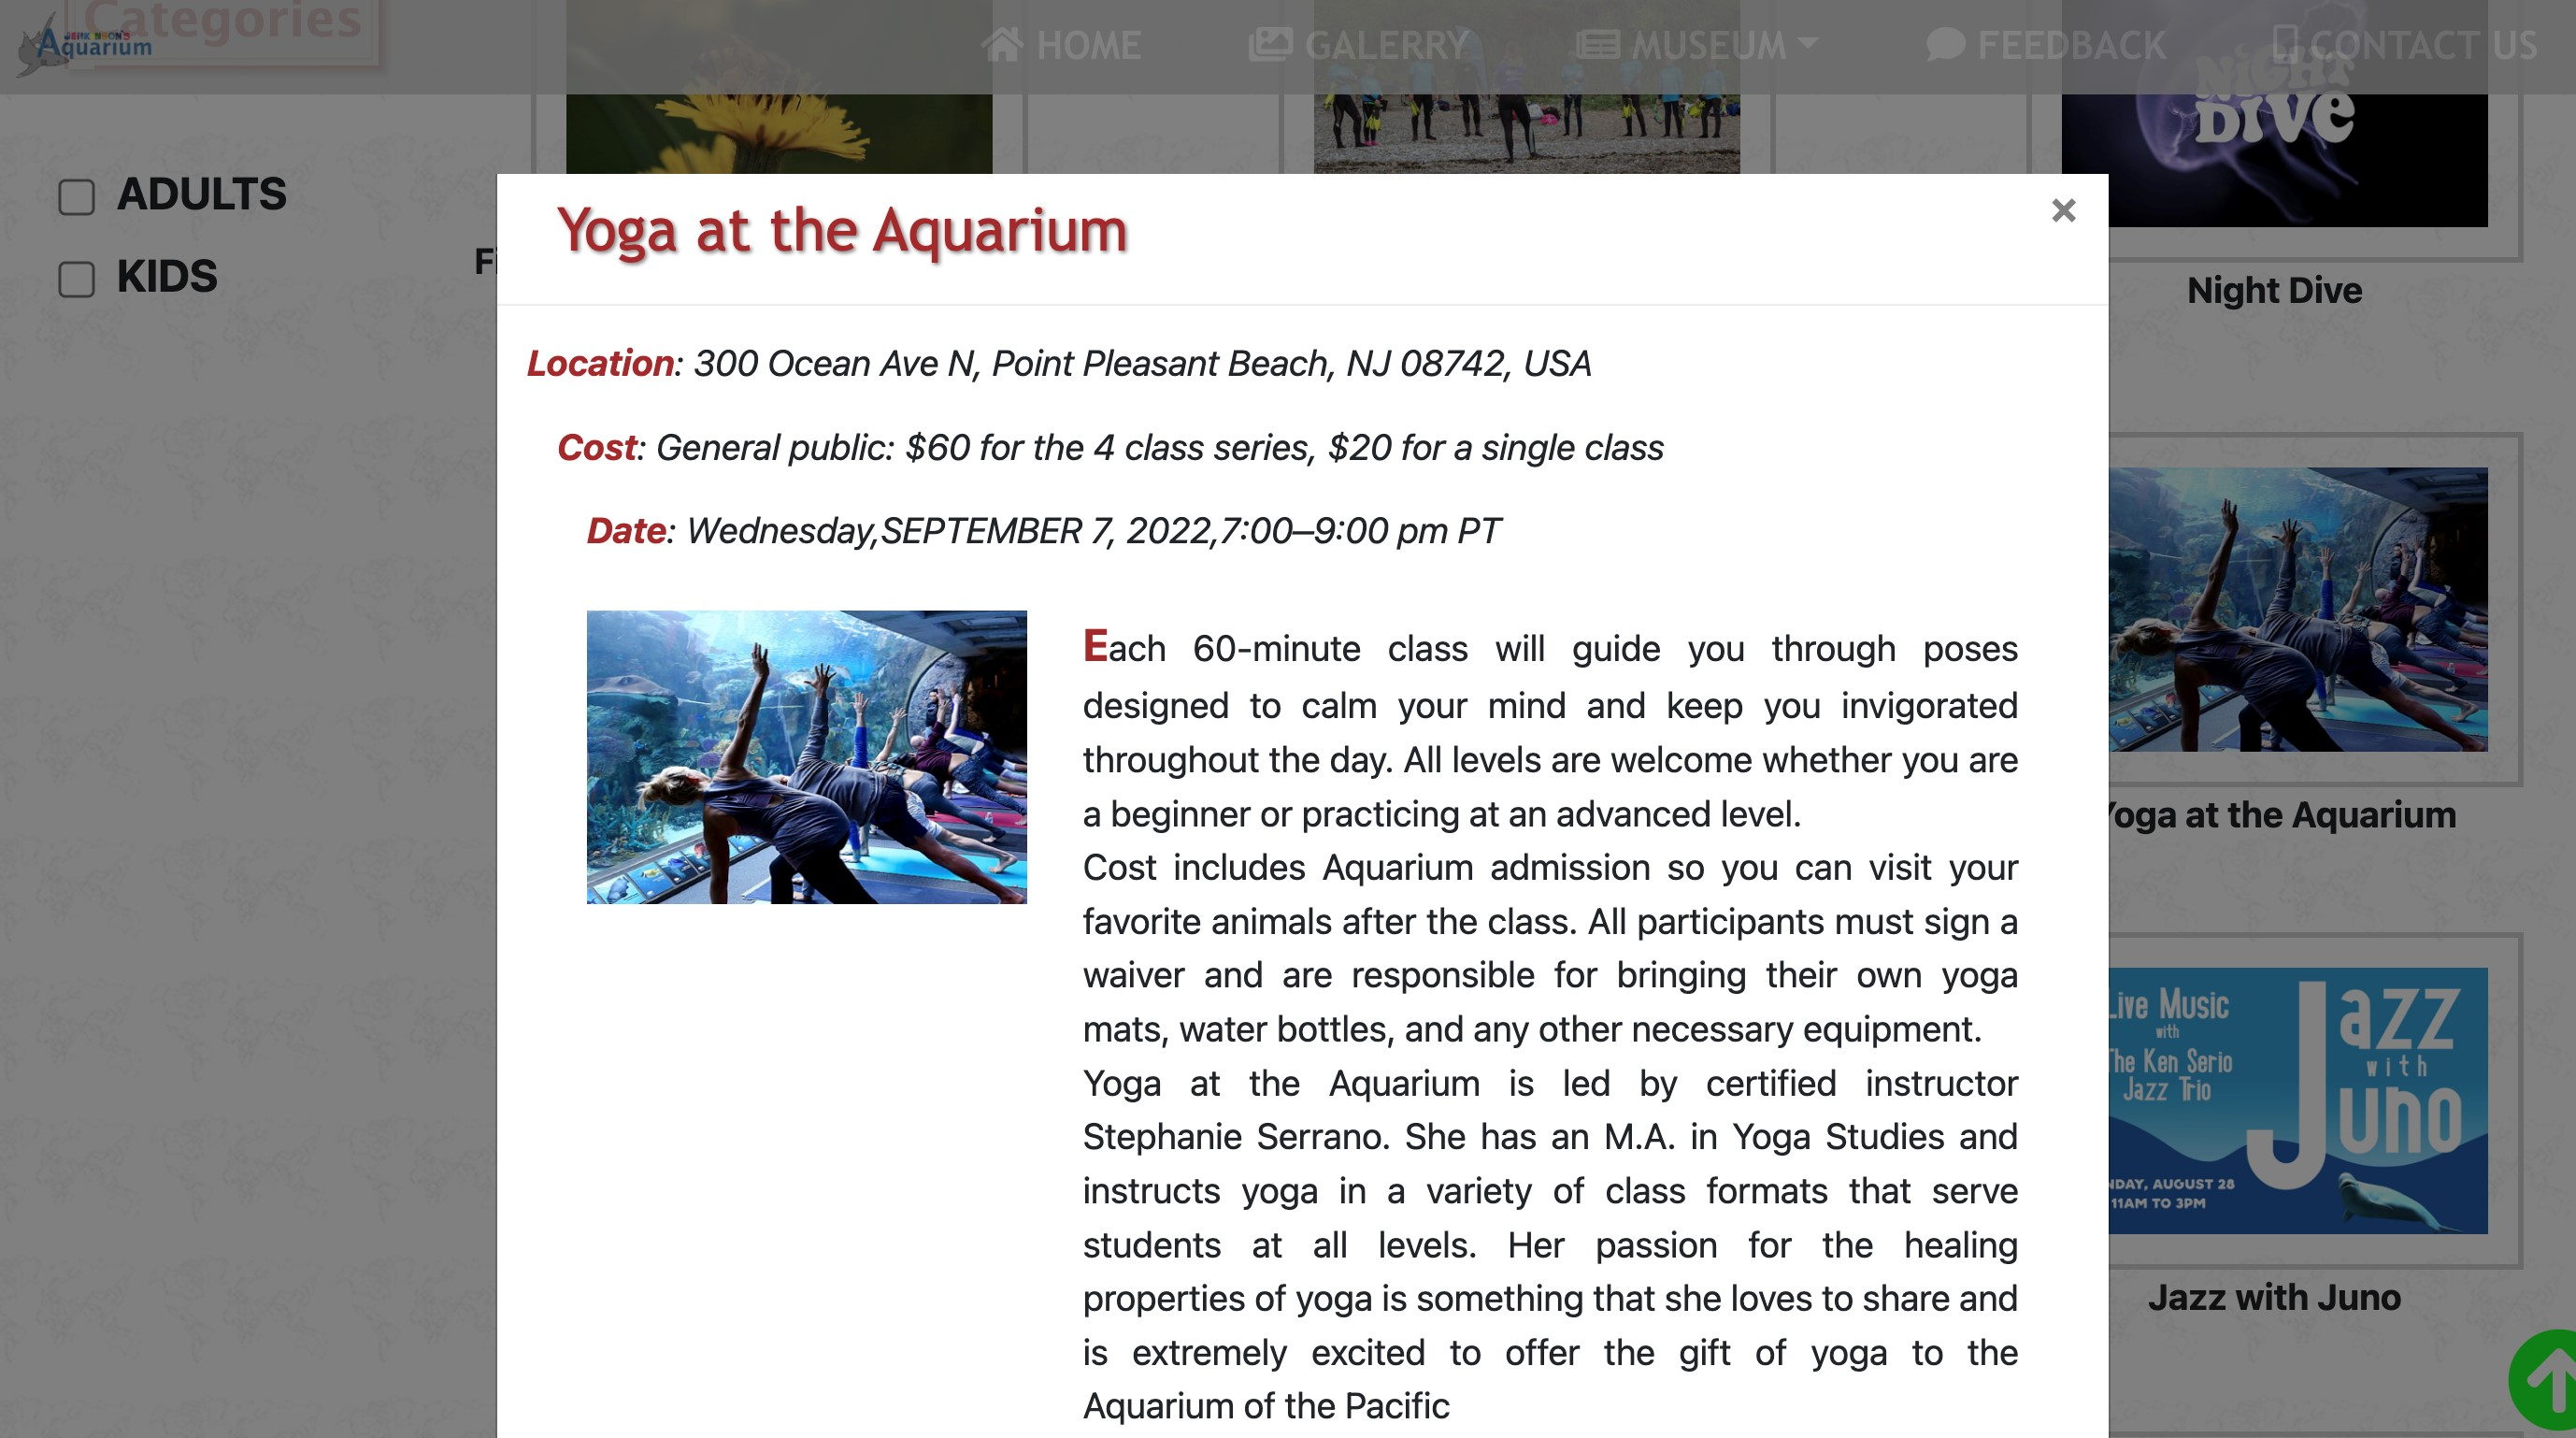 Categories
JENKINSON'S
Aquarium
HOME
GALERRY
MUSEUM
FEEDBACK
CONTACT US
NIGHT
DIVE
ADULTS
KIDS
Night Dive
Yoga at the Aquarium
×
Location: 300 Ocean Ave N, Point Pleasant Beach, NJ 08742, USA
Cost: General public: $60 for the 4 class series, $20 for a single class
Date: Wednesday,SEPTEMBER 7, 2022,7:00–9:00 pm PT
Each 60-minute class will guide you through poses
designed to calm your mind and keep you invigorated
throughout the day. All levels are welcome whether you are
a beginner or practicing at an advanced level.
Cost includes Aquarium admission so you can visit your
favorite animals after the class. All participants must sign a
waiver and are responsible for bringing their own yoga
mats, water bottles, and any other necessary equipment.
Yoga at the Aquarium is led by certified instructor
Stephanie Serrano. She has an M.A. in Yoga Studies and
instructs yoga in a variety of class formats that serve
students at all levels. Her passion for the healing
properties of yoga is something that she loves to share and
is extremely excited to offer the gift of yoga to the
Aquarium of the Pacific
Yoga at the Aquarium
Live Music
with
The Ken Serio
Jazz Trio
Jazz
with
Juno
AUGUST 28
11AM TO 3PM
Jazz with Juno